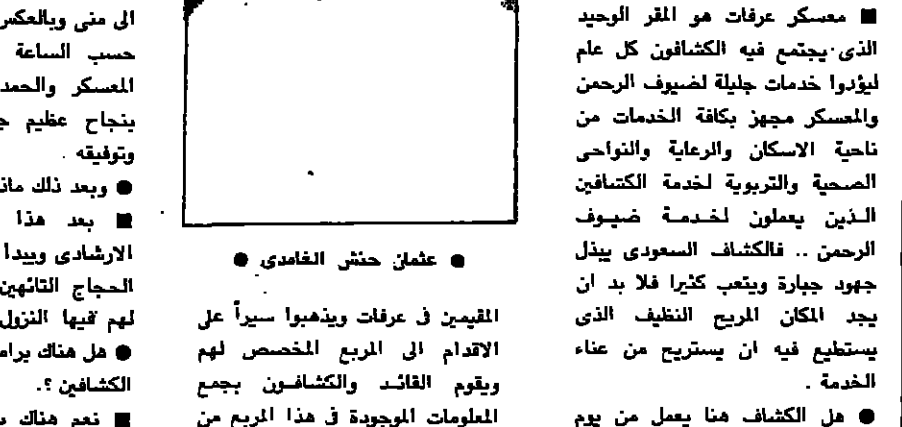 ■ معسكر عرفات هو المقر الوحيد
الذى يجتمع فيه الكشافون كل عام
ليؤدوا خدمات جليلة لضيوف الرحمن
والمعسكر مجهز بكافة الخدمات من
ناحية الاسكان والرعاية والنواحى
الصحية والتربوية لخدمة الكشافين
الذين يعملون لخدمة ضيوف
الرحمن .. فالكشاف السعودى يبذل
جهود جبارة ويتعب كثيرا فلا بد ان
يجد المكان المريح النظيف الذى
يستطيع فيه ان يستريح من عناء
الخدمة .
● هل الكشاف هنا يعمل من يوم
● عثمان حنش الغامدى ●
المقيمين فى عرفات ويذهبوا سيراً على
الاقدام الى المربع المخصص لهم
ويقوم القائد والكشافون بجمع
المعلومات الموجودة فى هذا المربع من
الى منى وبالعكس
حسب الساعة
المعسكر والحمد
بنجاح عظيم
وتوفيقه .
● وبعد ذلك
■ بعد هذا
الارشادى ويبدأ
الحجاج التائهين
لهم فيها النزول
● هل هناك
الكشافين ؟.
■ نعم هناك